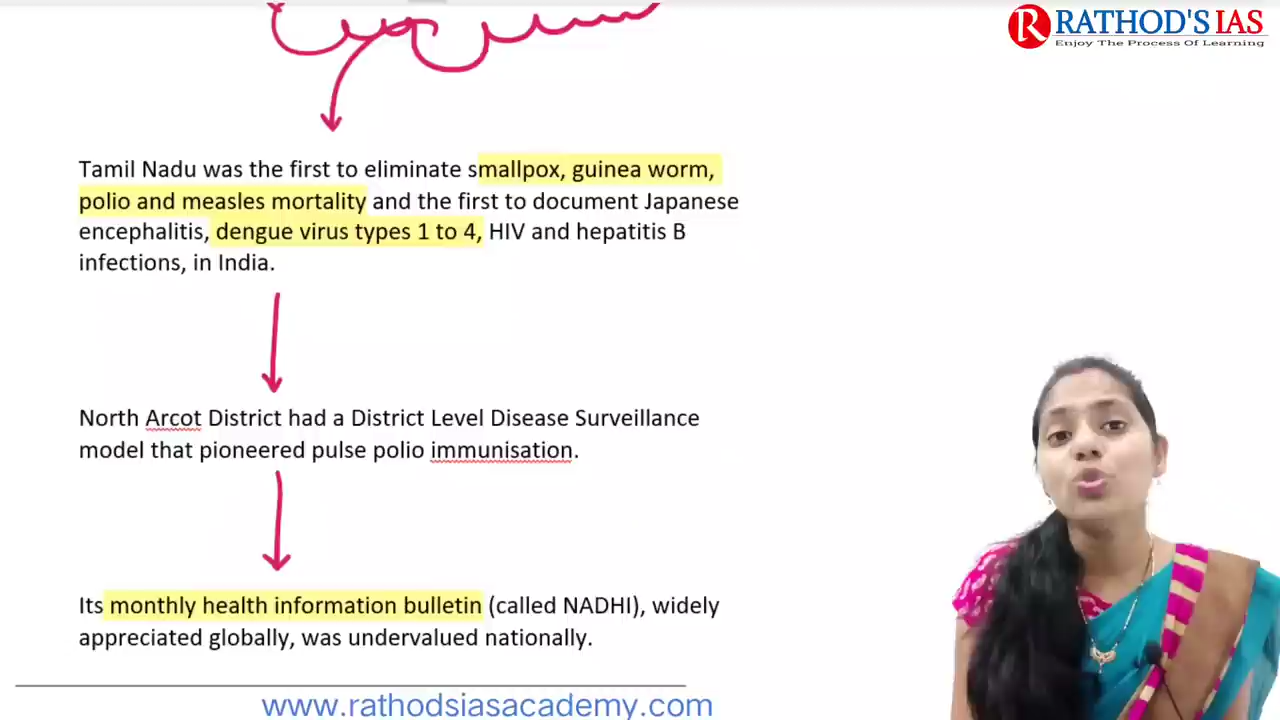 RATHOD'S IAS
Enjoy The Process Of Learning
Tamil Nadu was the first to eliminate smallpox, guinea worm,
polio and measles mortality and the first to document Japanese
encephalitis, dengue virus types 1 to 4, HIV and hepatitis B
infections, in India.
North Arcot District had a District Level Disease Surveillance
model that pioneered pulse polio immunisation.
Its monthly health information bulletin (called NADHI), widely
appreciated globally, was undervalued nationally.
www.rathodsiasacademy.com